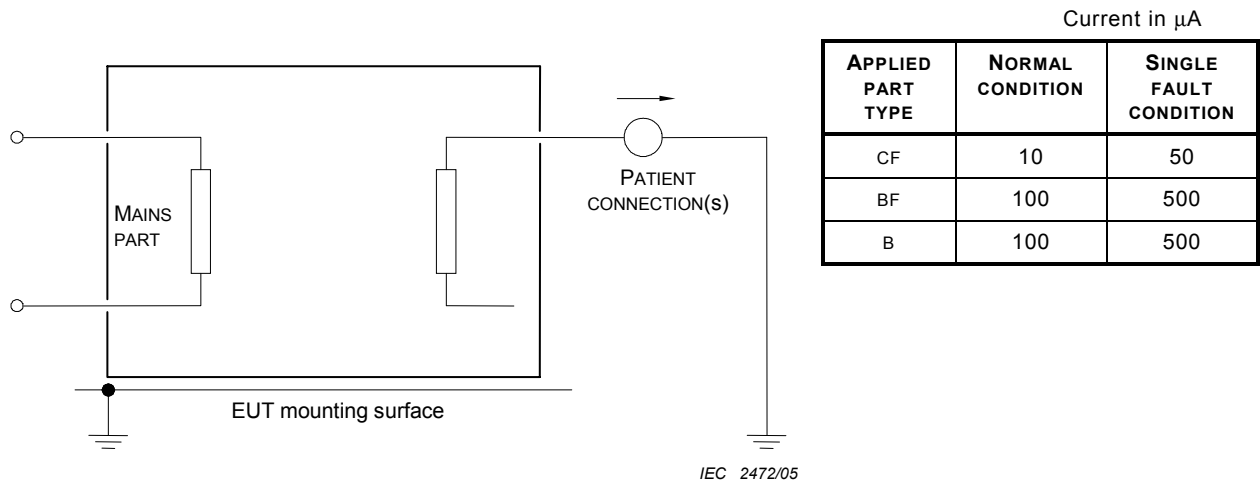 MAINS
PART
PATIENT
CONNECTION(s)
EUT mounting surface
IEC 2472/05
Current in μA
APPLIED
PART
TYPE
NORMAL
CONDITION
SINGLE
FAULT
CONDITION
CF 10 50
BF 100 500
B 100 500